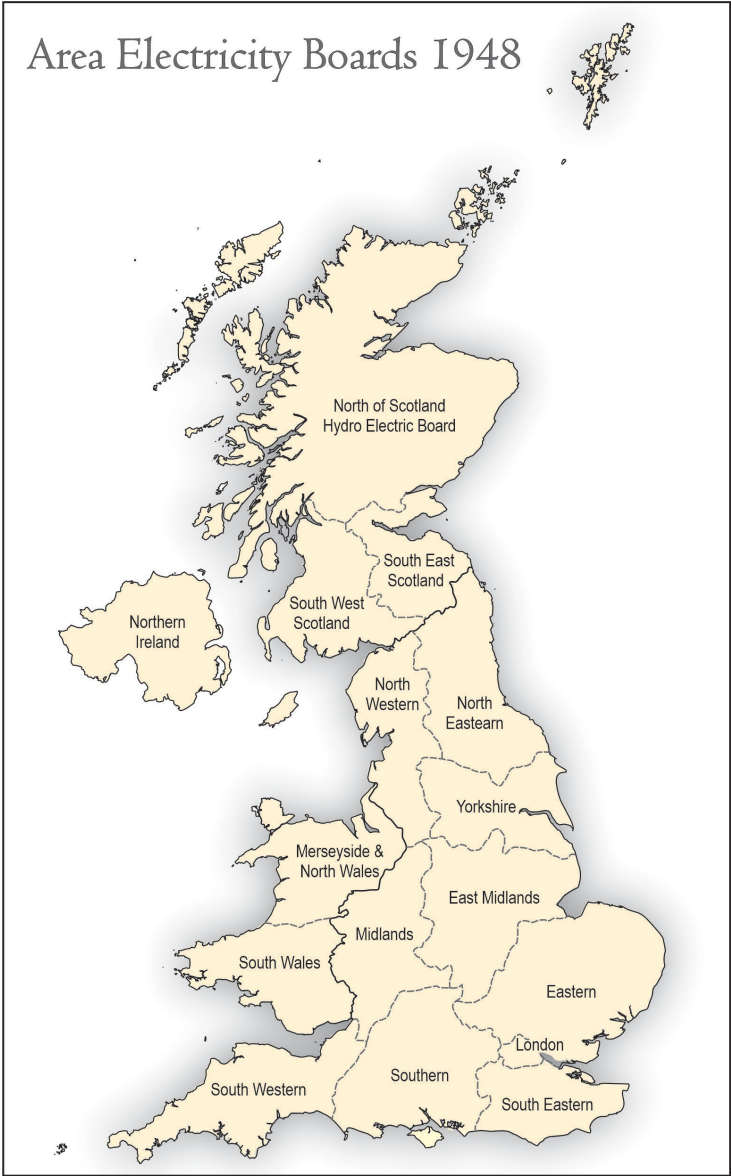 Area Electricity Boards 1948
North of Scotland
Hydro Electric Board
South East
Scotland
South West
Scotland
Northern
Ireland
North
Western
North
Eastearn
Yorkshire
Merseyside &
North Wales
East Midlands
Midlands
South Wales
Eastern
London
Southern
South Western
South Eastern